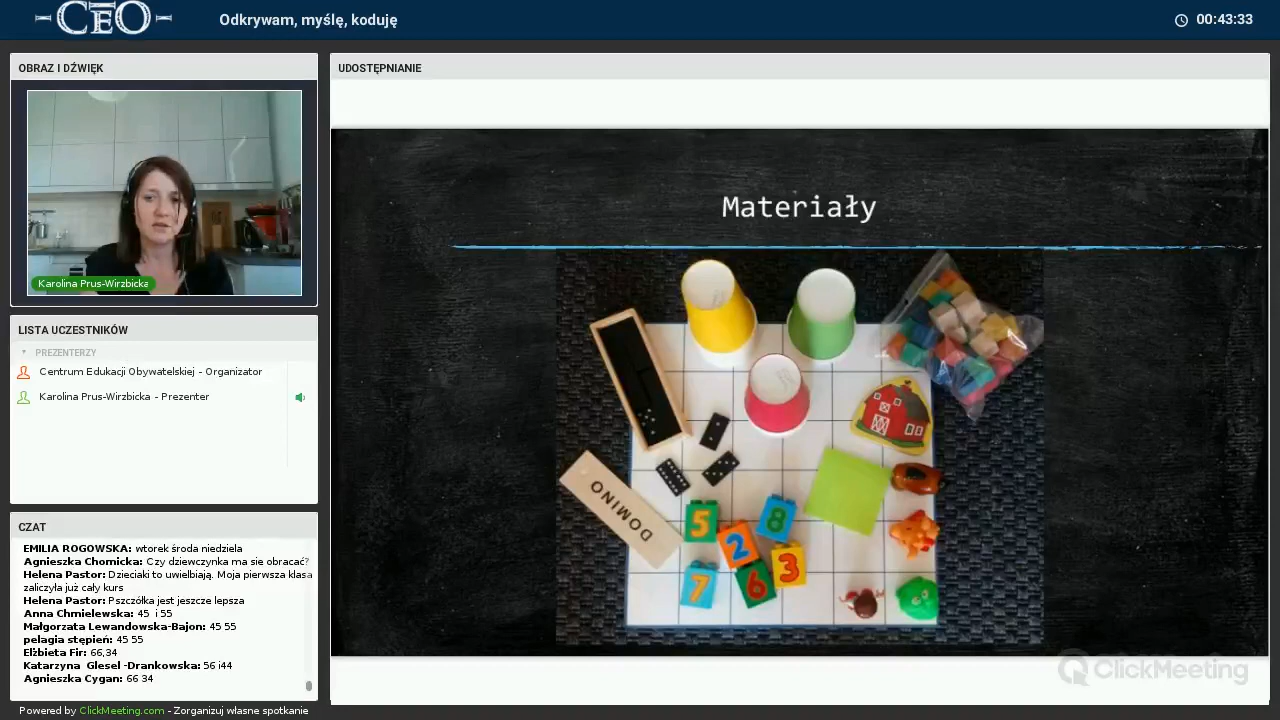 CEO
Odkrywam, myślę, koduję
00:43:33
OBRAZ I DŹWIĘK
Karolina Prus-Wirzbicka
LISTA UCZESTNIKÓW
PREZENTERZY
Centrum Edukacji Obywatelskiej - Organizator
Karolina Prus-Wirzbicka - Prezenter
CZAT
EMILIA ROGOWSKA: wtorek środa niedziela
Agnieszka Chornicka: Czy dziewczynka ma sie obracać?
Helena Pastor: Dzieciaki to uwielbiają. Moja pierwsza klasa
zaliczyła już cały kurs
Helena Pastor: Pszczółka jest jeszcze lepsza
Anna Chmielewska: 45 i 55
Małgorzata Lewandowska-Bajon: 45 55
pelagia stępień: 45 55
Elżbieta Fir: 66,34
Katarzyna Glesel -Drankowska: 56 i44
Agnieszka Cygan: 66 34
Powered by ClickMeeting.com - Zorganizuj własne spotkanie
UDOSTĘPNIANIE
Materiały
DOMINO
5
8
2
3
7
6
ClickMeeting